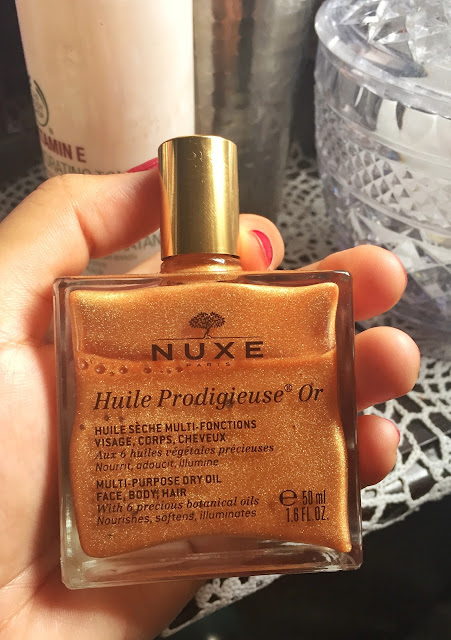 NUXE
PARIS
Huile Prodigieuse® Or
HUILE SÈCHE MULTI-FONCTIONS
VISAGE, CORPS, CHEVEUX
Aux 6 huiles végétales précieuses
Nourrit, adoucit, illumine
MULTI-PURPOSE DRY OIL
FACE, BODY, HAIR
With 6 precious botanical oils
Nourishes, softens, illuminates
℮ 50 ml
1.6 FL.OZ.
E